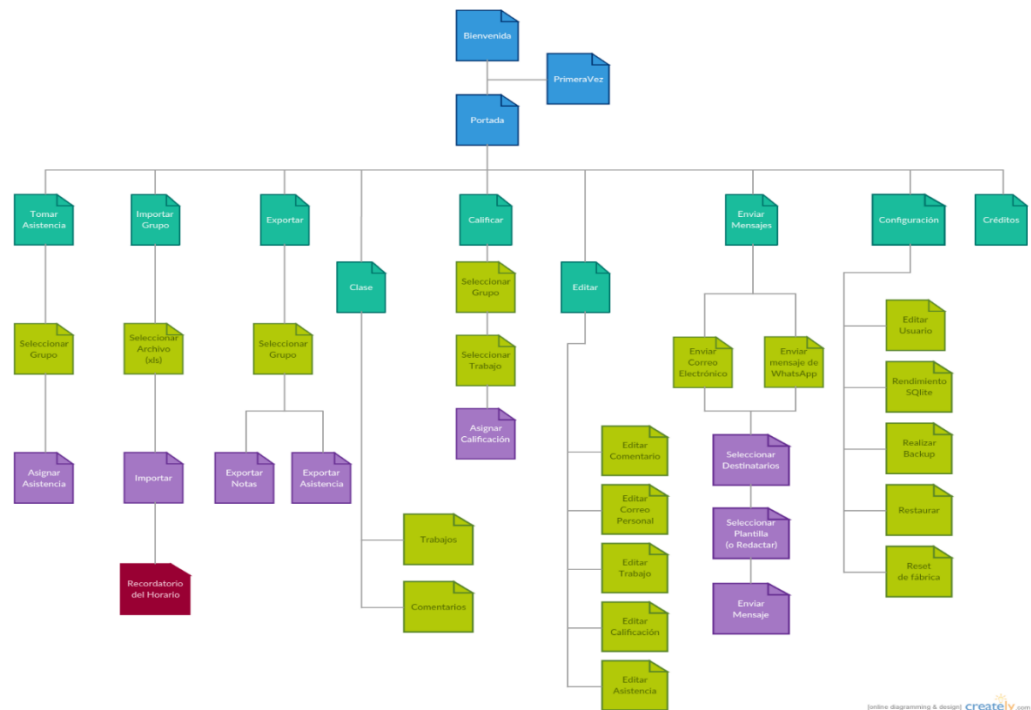 Bienvenida
PrimeraVez
Portada
Tomar
Asistencia
Importar
Grupo
Exportar
Calificar
Enviar
Mensajes
Configuración
Créditos
Clase
Seleccionar
Grupo
Editar
Seleccionar
Grupo
Seleccionar
Archivo
(xls)
Seleccionar
Grupo
Seleccionar
Trabajo
Enviar
Correo
Electrónico
Enviar
mensaje de
WhatsApp
Editar
Usuario
Rendimiento
SQlite
Asignar
Calificación
Editar
Comentario
Seleccionar
Destinatarios
Realizar
Backup
Asignar
Asistencia
Importar
Exportar
Notas
Exportar
Asistencia
Editar
Correo
Personal
Seleccionar
Plantilla
(o Redactar)
Restaurar
Trabajos
Editar
Trabajo
Reset
de fábrica
Recordatorio
del Horario
Comentarios
Editar
Calificación
Enviar
Mensaje
Editar
Asistencia
[online diagramming & design] creately.com